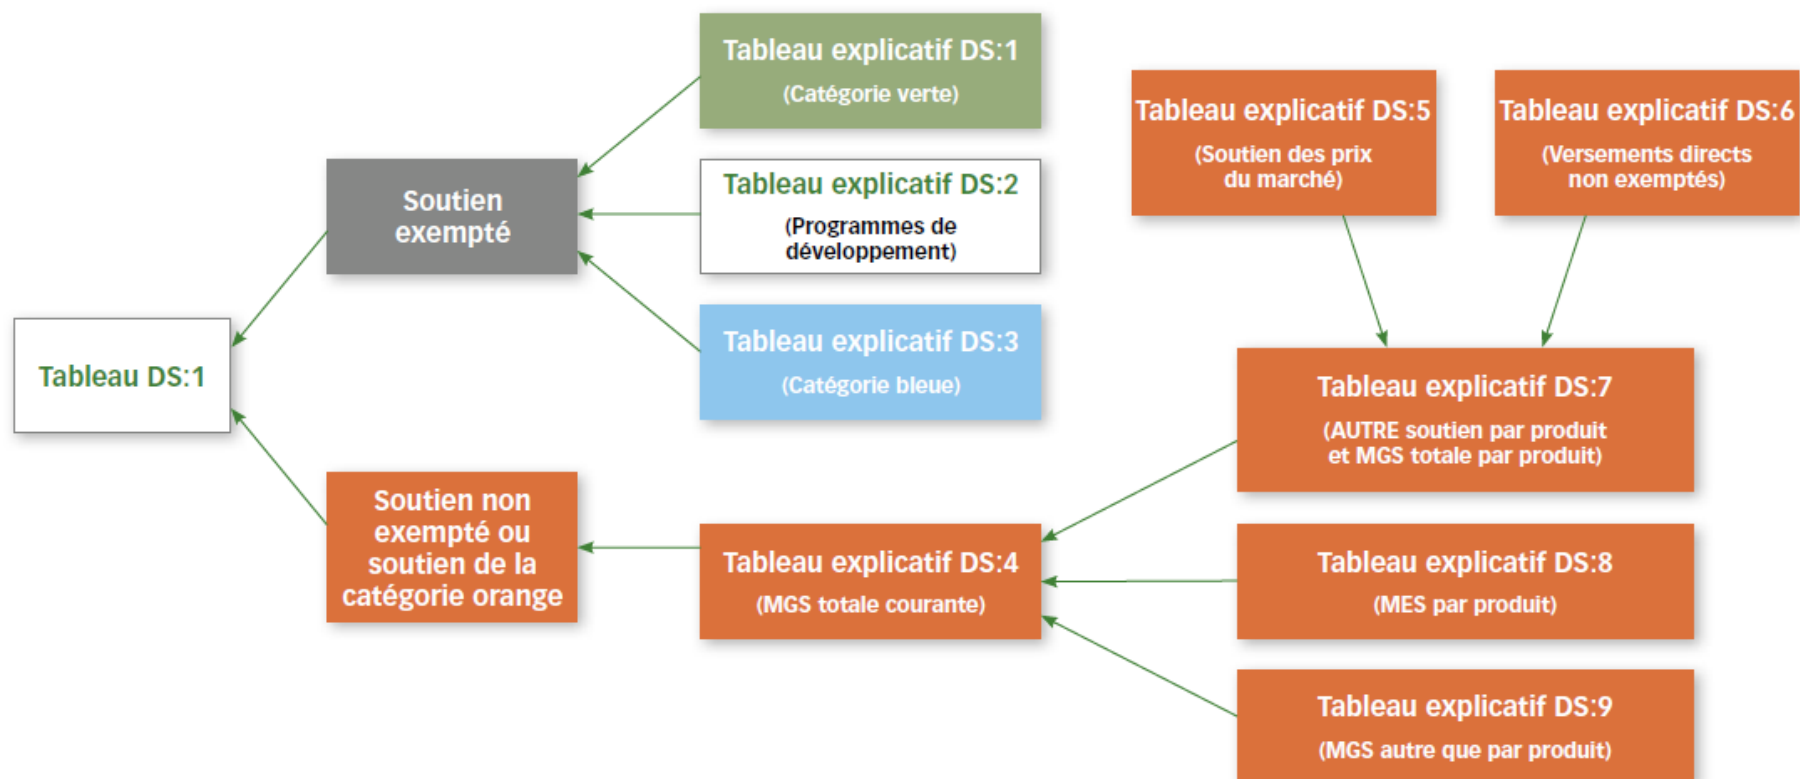 Tableau explicatif DS:1
(Catégorie verte)
Tableau explicatif DS:5
(Soutien des prix
du marché)
Tableau explicatif DS:6
(Versements directs
non exemptés)
Soutien
exempté
Tableau explicatif DS:2
(Programmes de
développement)
Tableau DS:1
Tableau explicatif DS:3
(Catégorie bleue)
Tableau explicatif DS:7
(AUTRE soutien par produit
et MGS totale par produit)
Soutien non
exempté ou
soutien de la
catégorie orange
Tableau explicatif DS:4
(MGS totale courante)
Tableau explicatif DS:8
(MES par produit)
Tableau explicatif DS:9
(MGS autre que par produit)